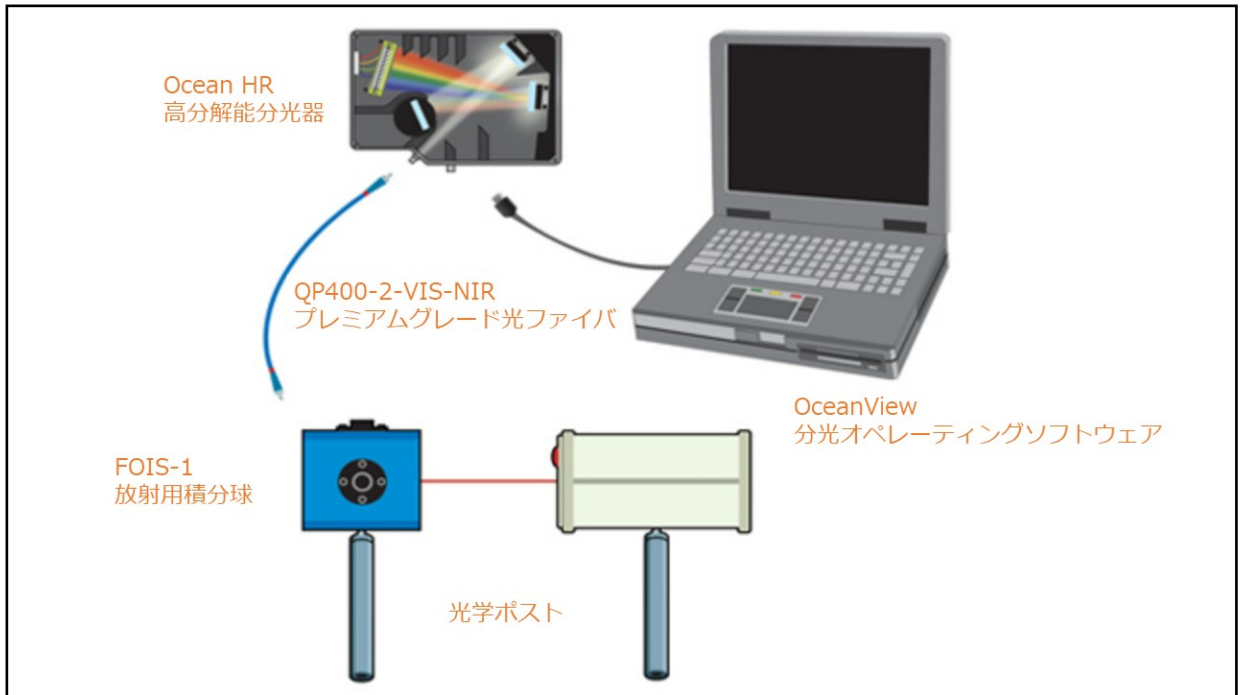 Ocean HR
高分解能分光器
QP400-2-VIS-NIR
プレミアムグレード光ファイバ
OceanView
分光オペレーティングソフトウェア
FOIS-1
放射用積分球
光学ポスト